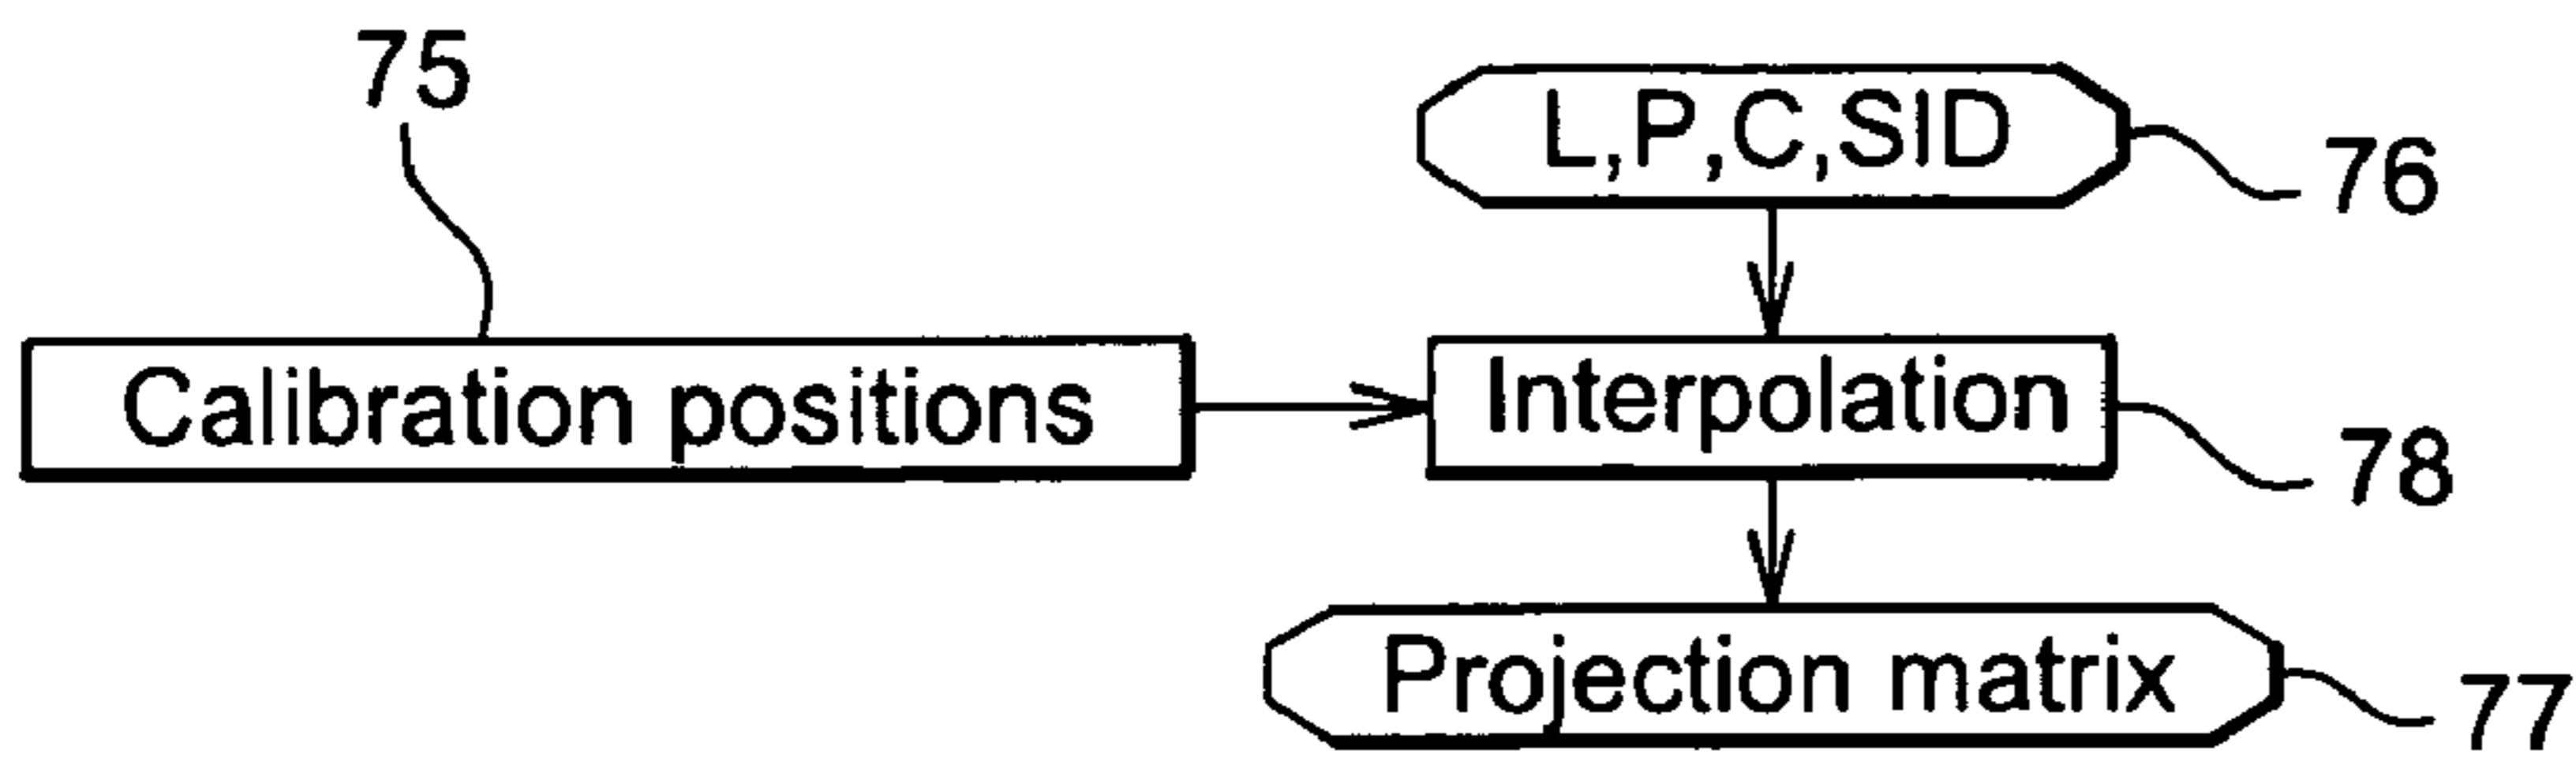 75
L,P,C,SID
76
Calibration positions
Interpolation
78
Projection matrix
77